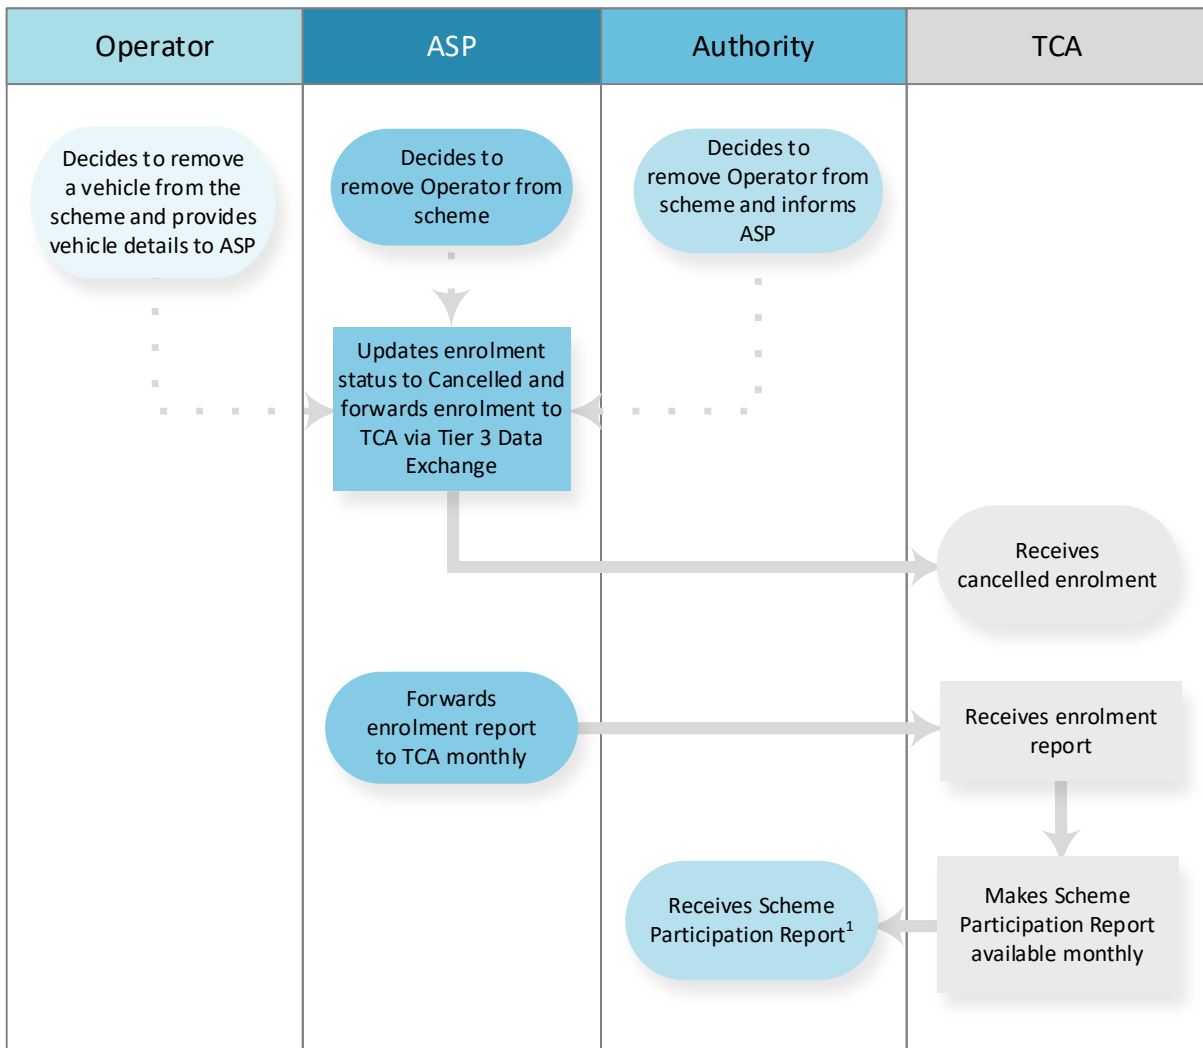 Operator
ASP
Authority
TCA
Decides to remove
a vehicle from the
scheme and provides
vehicle details to ASP
Decides to
remove Operator from
scheme
Decides to
remove Operator from
scheme and informs
ASP
Updates enrolment
status to Cancelled and
forwards enrolment to
TCA via Tier 3 Data
Exchange
Receives
cancelled enrolment
Forwards
enrolment report
to TCA monthly
Receives enrolment
report
Receives Scheme
Participation Report¹
Makes Scheme
Participation Report
available monthly